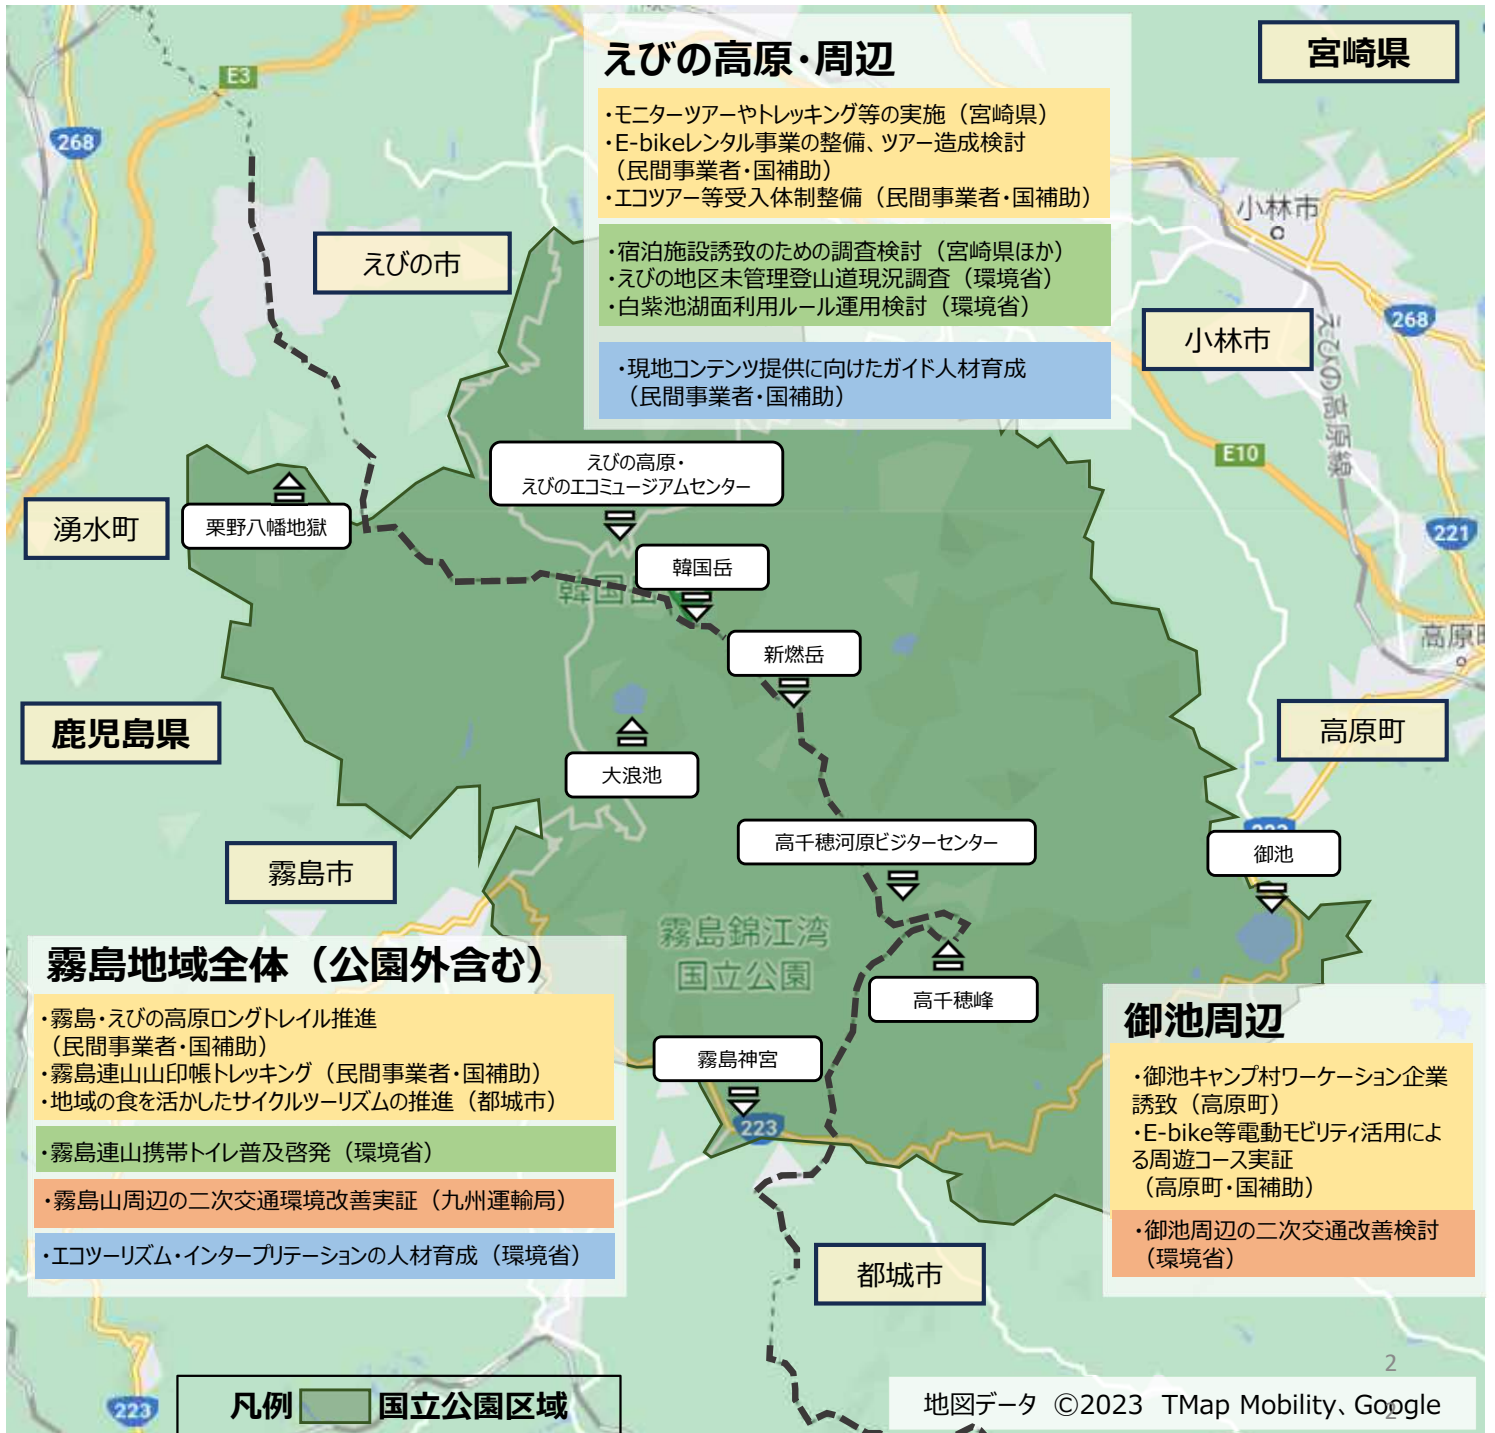 えびの高原・周辺
・モニターツアーやトレッキング等の実施（宮崎県）
・E-bikeレンタル事業の整備、ツアー造成検討
（民間事業者・国補助）
・エコツアー等受入体制整備（民間事業者・国補助）
・宿泊施設誘致のための調査検討（宮崎県ほか）
・えびの地区未管理登山道現況調査（環境省）
・白紫池湖面利用ルール運用検討（環境省）
・現地コンテンツ提供に向けたガイド人材育成
（民間事業者・国補助）
宮崎県
E3
268
えびの市
小林市
小林市
268
えびの高原線
E10
221
えびの高原・
えびのエコミュージアムセンター
湧水町
栗野八幡地獄
韓国岳
韓国岳
新燃岳
高原町
鹿児島県
高原町
大浪池
高千穂河原ビジターセンター
223
御池
霧島市
霧島錦江湾
国立公園
高千穂峰
霧島神宮
223
霧島地域全体（公園外含む）
・霧島・えびの高原ロングトレイル推進
（民間事業者・国補助）
・霧島連山山印帳トレッキング（民間事業者・国補助）
・地域の食を活かしたサイクルツーリズムの推進（都城市）
・霧島連山携帯トイレ普及啓発（環境省）
・霧島山周辺の二次交通環境改善実証（九州運輸局）
・エコツーリズム・インタープリテーションの人材育成（環境省）
御池周辺
・御池キャンプ村ワーケーション企業
誘致（高原町）
・E-bike等電動モビリティ活用によ
る周遊コース実証
（高原町・国補助）
・御池周辺の二次交通改善検討
（環境省）
都城市
223
凡例 国立公園区域
2
2
地図データ ©2023 TMap Mobility、Google